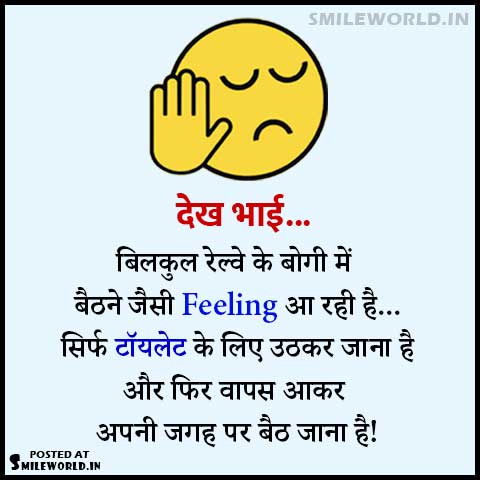 SMILEWORLD.IN
देख भाई...
बिलकुल रेल्वे के बोगी में
बैठने जैसी Feeling आ रही है...
सिर्फ टॉयलेट के लिए उठकर जाना है
और फिर वापस आकर
अपनी जगह पर बैठ जाना है!
POSTED AT
SMILEWORLD.IN